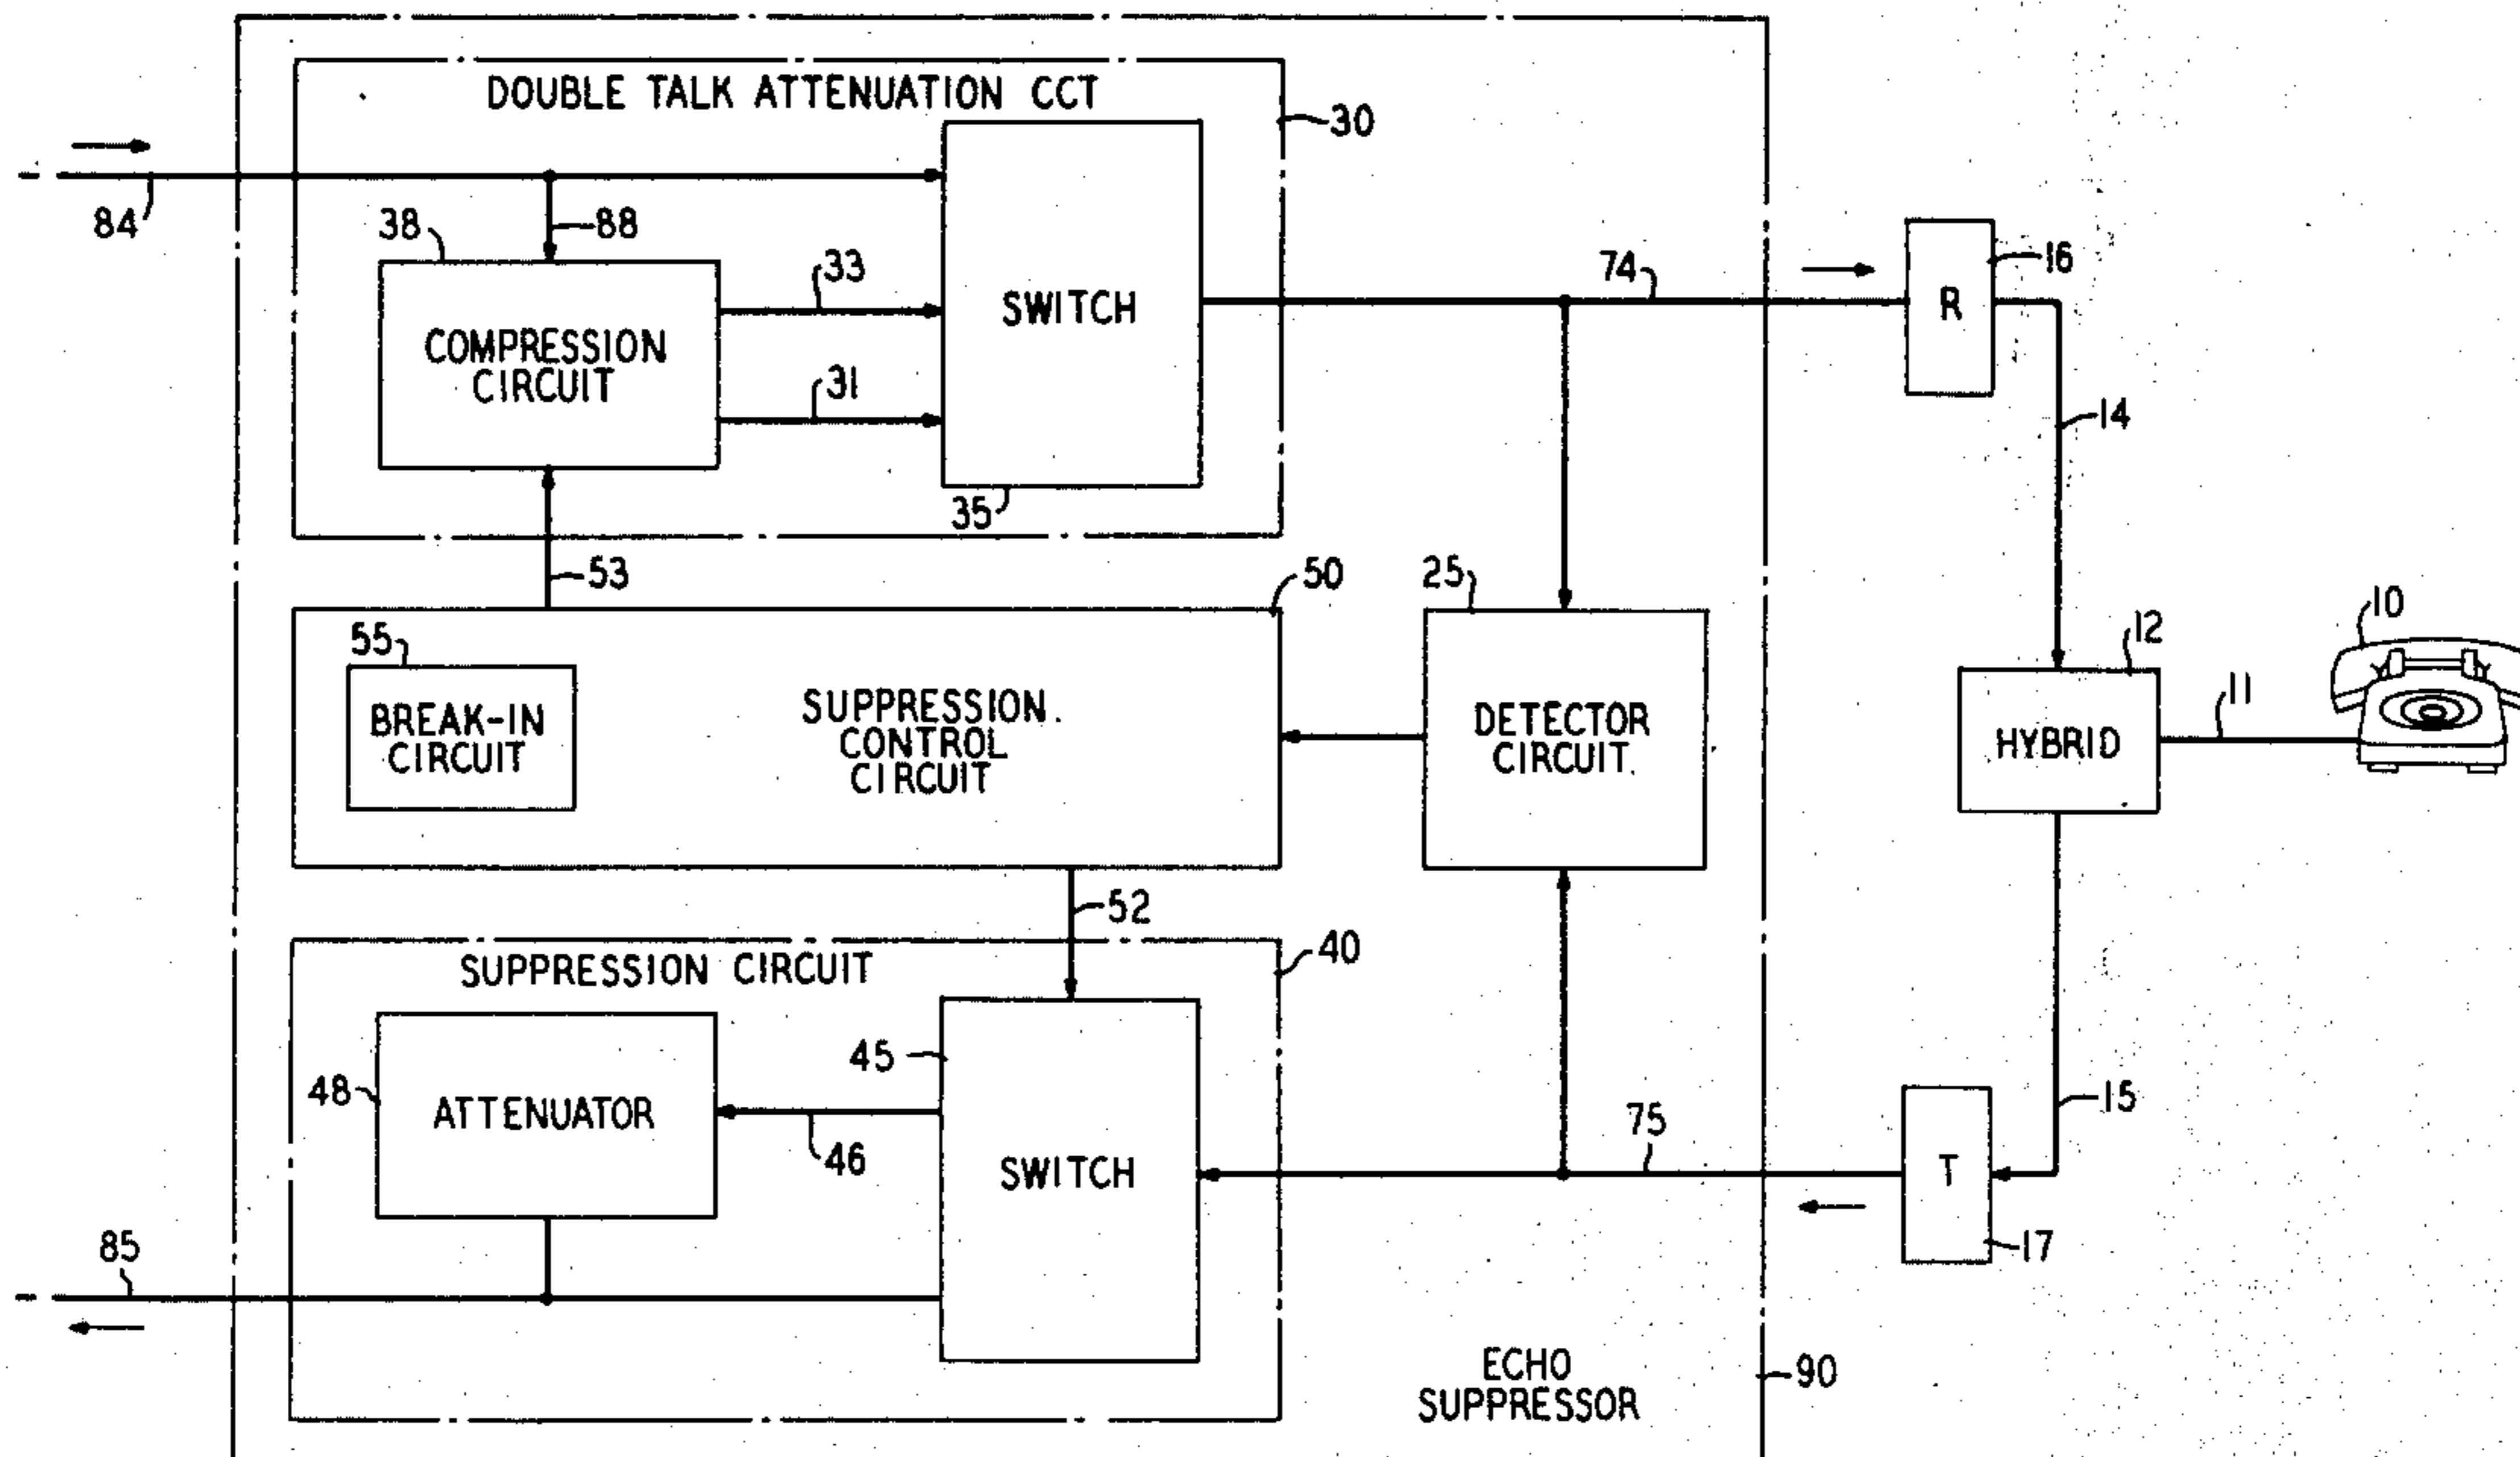 DOUBLE TALK ATTENUATION CCT
30
84
88
38
33
SWITCH
74
16
R
COMPRESSION
CIRCUIT
31
14
35
53
50
25
10
12
55
11
BREAK-IN
CIRCUIT
SUPPRESSION.
CONTROL
CIRCUIT
DETECTOR
CIRCUIT.
HYBRID
52
40
SUPPRESSION CIRCUIT
45
48
ATTENUATOR
46
SWITCH
75
15
T
17
85
ECHO
SUPPRESSOR
90